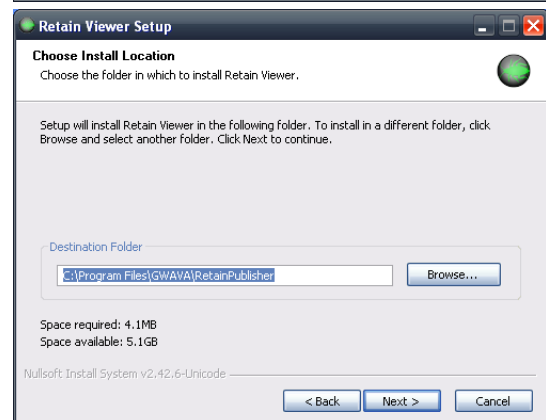 Retain Viewer Setup
Choose Install Location
Choose the folder in which to install Retain Viewer.
Setup will install Retain Viewer in the following folder. To install in a different folder, click
Browse and select another folder. Click Next to continue.
Destination Folder
C:\Program Files\GWAVA\RetainPublisher
Browse...
Space required: 4.1MB
Space available: 5.1GB
Nullsoft Install System v2.42.6-Unicode
< Back
Next >
Cancel